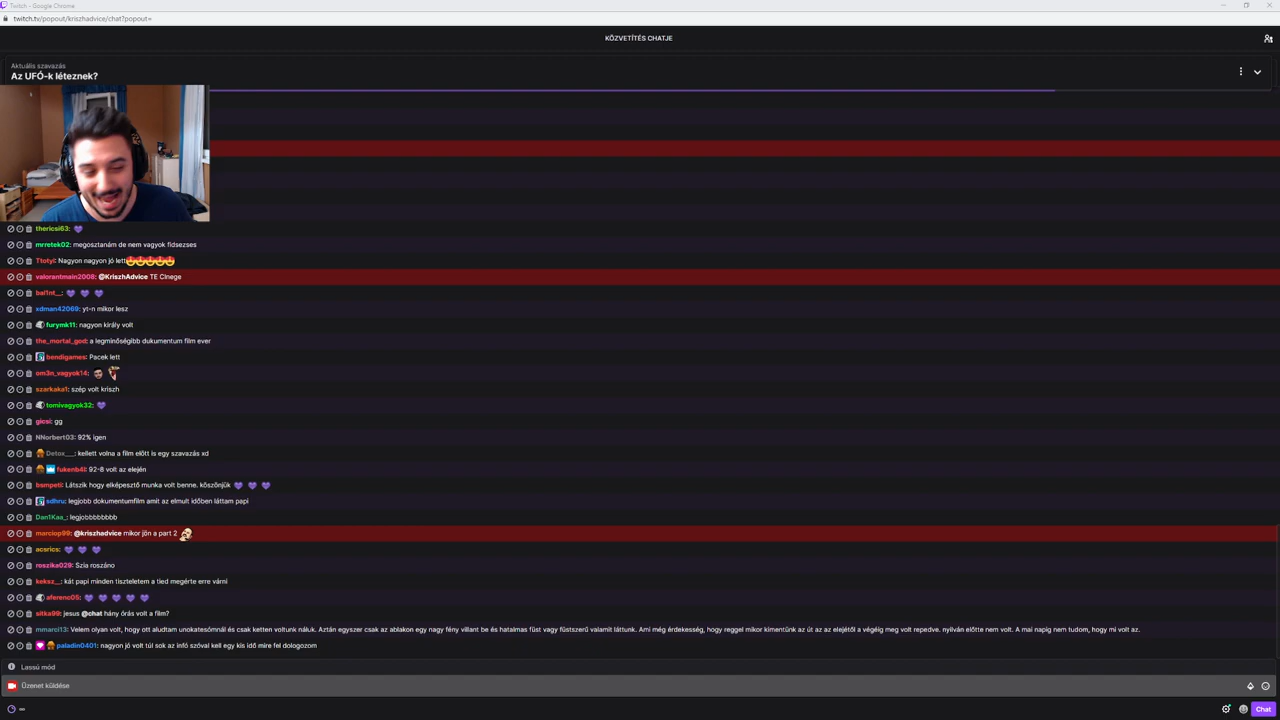 Twitch - Google Chrome
twitch.tv/popout/kriszhadvice/chat?popout=
KÖZVETÍTÉS CHATJE
Aktuális szavazás
Az UFÓ-k léteznek?
thericsi63:
mrretek02: megosztanám de nem vagyok fidsezses
Ttotyi: Nagyon nagyon jó lett
valorantmain2008: @KriszhAdvice TE CInege
bal1nt__:
xdman42069: yt-n mikor lesz
furymk11: nagyon király volt
the_mortal_god: a legminőségibb dukumentum film ever
bendigames: Pacek lett
om3n_vagyok14:
szarkaka1: szép volt krisz​h
tomivagyok32:
gicsi: gg
NNorbert03: 92% igen
Detox___: kellett volna a film előtt is egy szavazás xd
fukenb4i: 92-8 volt az elején
bsmpeti: Látszik hogy elképesztő munka volt benne. köszönjük
sdhru: legjobb dokumentumfilm amit az elmult időben láttam papi
Dan1Kaa_: legjobbbbbbbbb
marciop99: @kriszhadvice mikor jön a part 2
acsrics:
roszika029: Szia roszáno
keksz__: kát papi minden tiszteletem a tied megérte erre várni
aferenc05:
sitka99: jesus @chat hány órás volt a film?
mmarci13: Velem olyan volt, hogy ott aludtam unokatesómnál és csak ketten voltunk náluk. Aztán egyszer csak az ablakon egy nagy fény villant be és hatalmas füst vagy füstszerű valamit láttunk. Ami még érdekesség, hogy reggel mikor kimentünk az út az az elejétől a végéig meg volt repedve. nyilván előtte nem volt. A mai napig nem tudom, hogy mi volt az.
paladin0401: nagyon jó volt túl sok az infó szóval kell egy kis idő mire fel dologozom
Lassú mód
Üzenet küldése
Chat